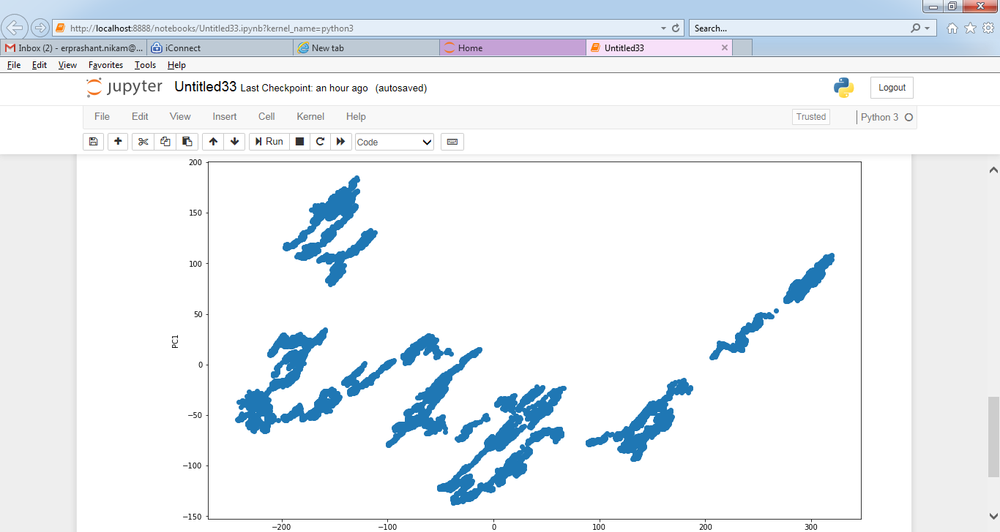 http://localhost:8888/notebooks/Untitled33.ipynb?kernel_name=python3
Search...
Inbox (2) - erprashant.nikam@...
iConnect
New tab
Home
Untitled33
File Edit View Favorites Tools Help
jupyter Untitled33 Last Checkpoint: an hour ago (autosaved)
Logout
File Edit View Insert Cell Kernel Help
Trusted
Python 3
Run
Code
200
150
100
50
0
−50
−100
−150
PC1
−200 −100 0 100 200 300